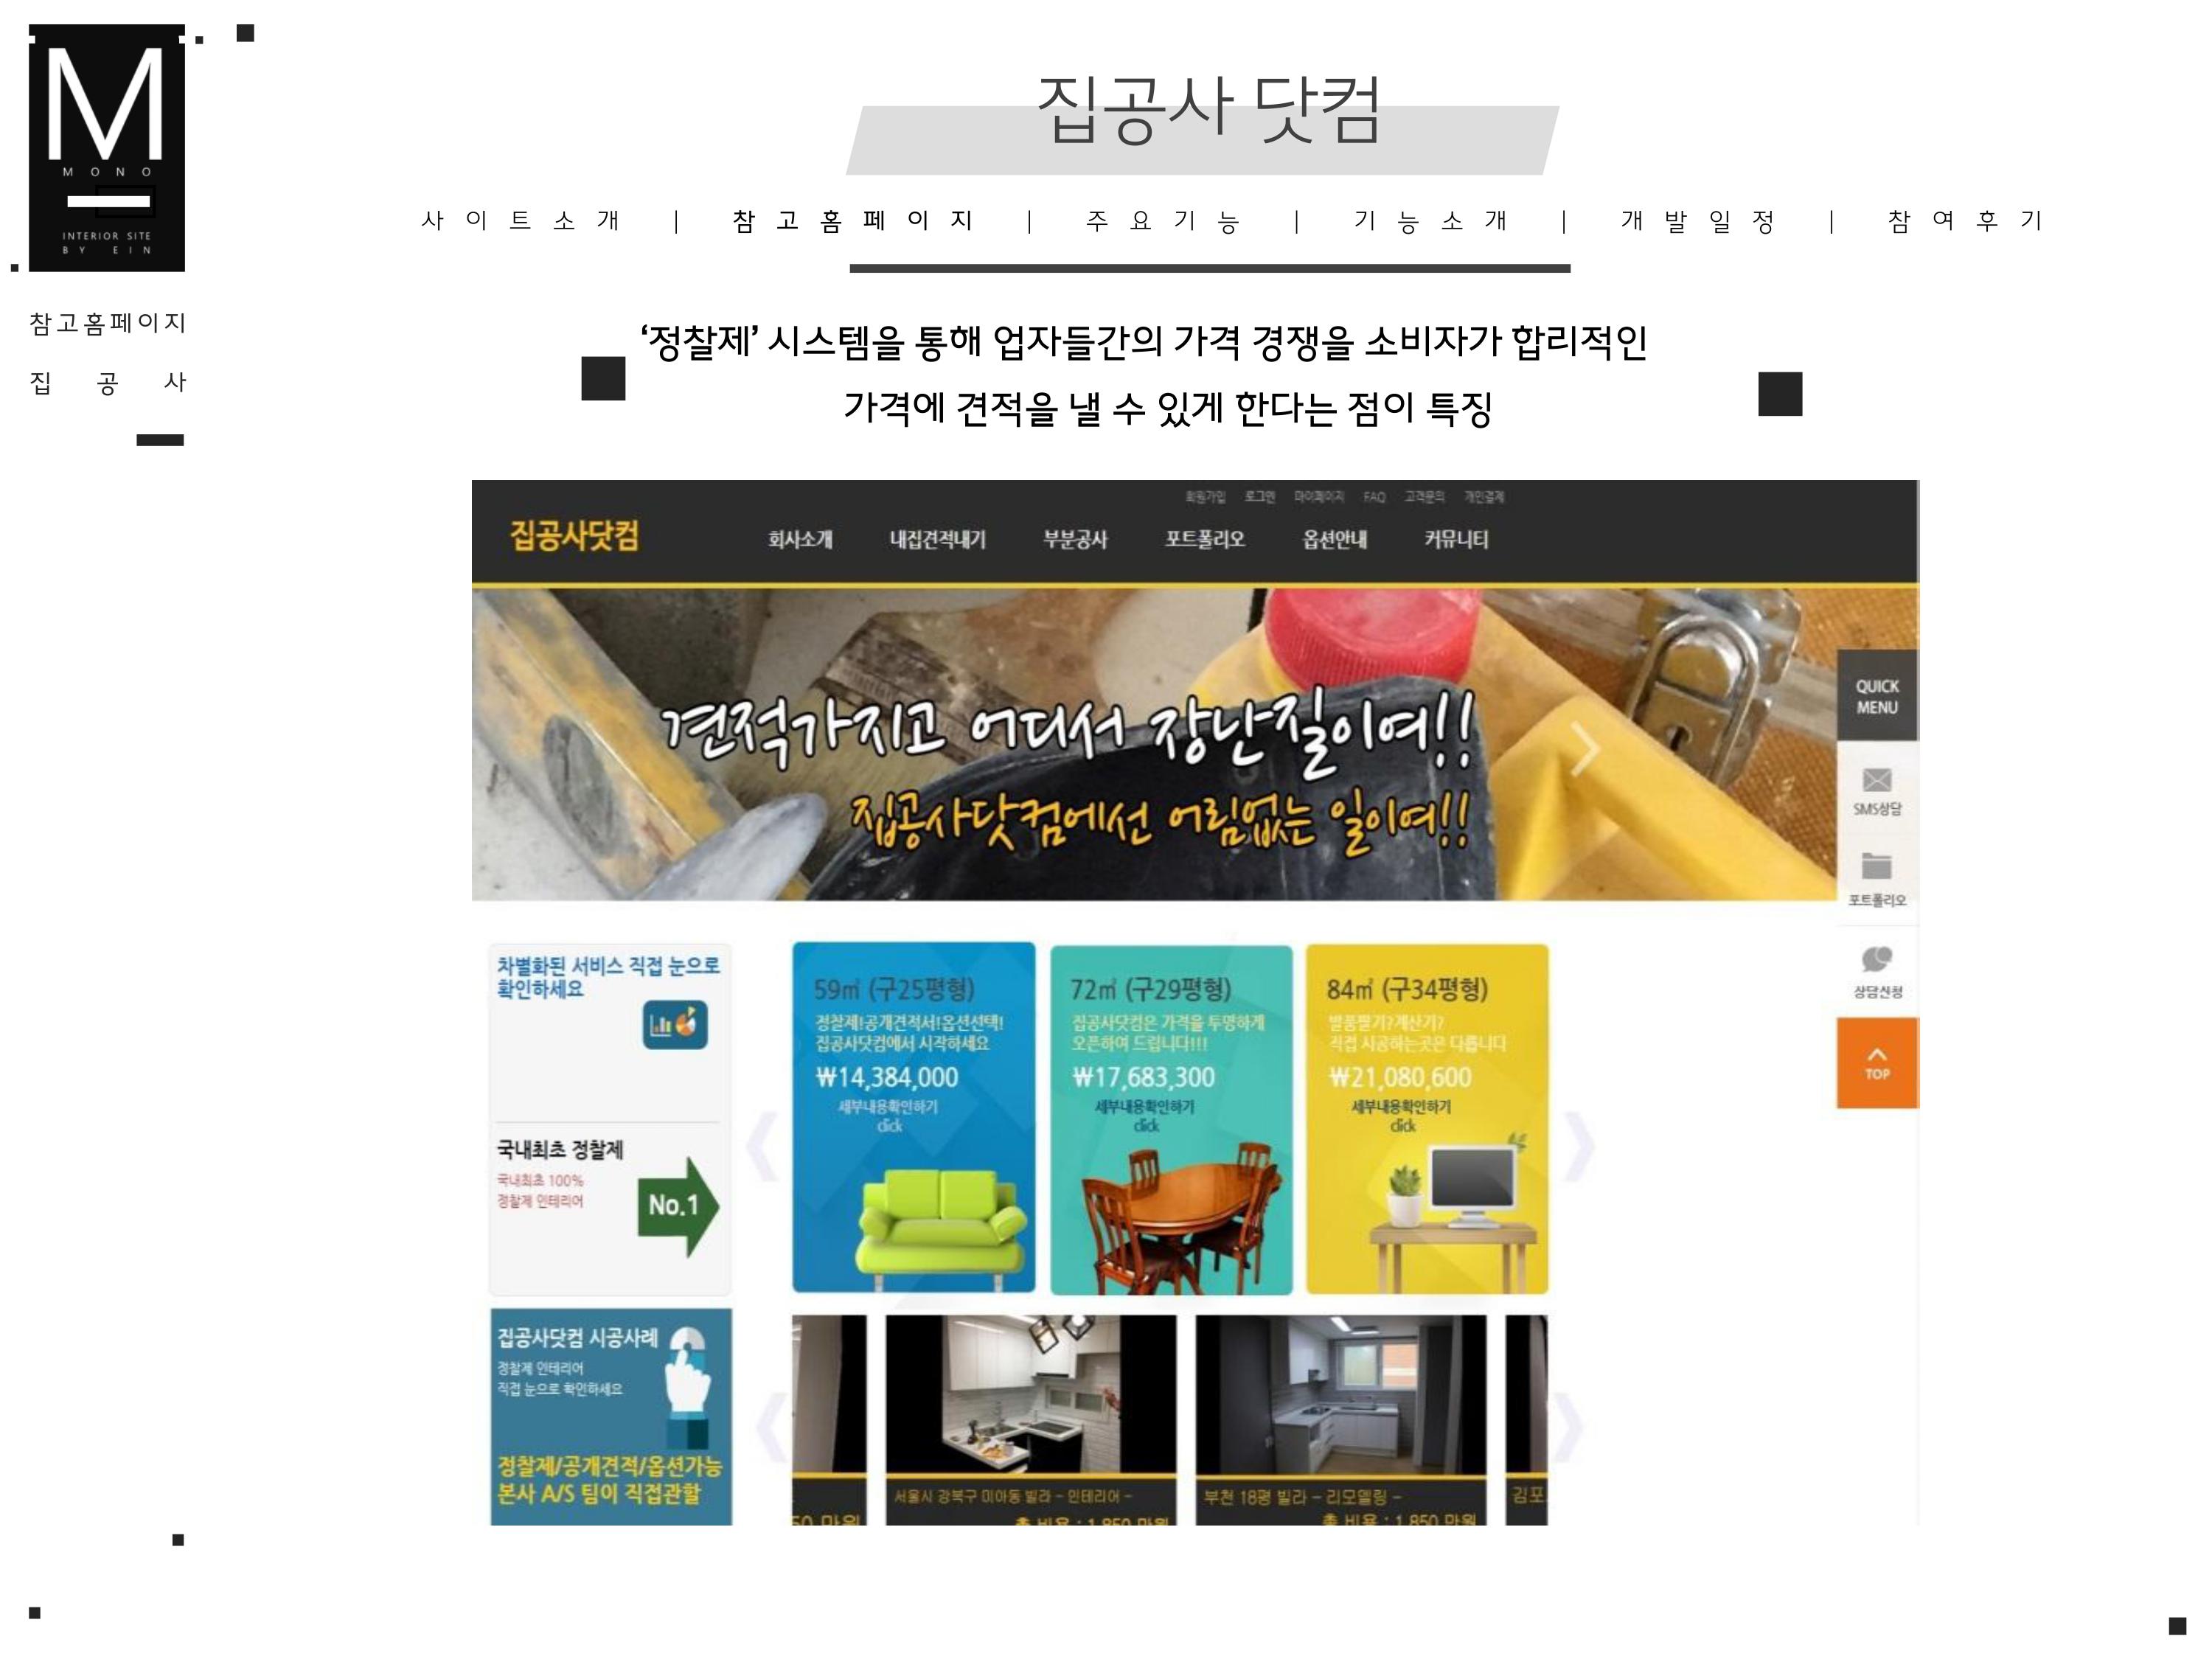 M
MONO
INTERIOR SITE
BY EIN
참고홈페이지
집공사
집공사 닷컴
사이트소개 | 참고홈페이지 | 주요기능 | 기능소개 | 개발일정 | 참여후기
‘정찰제’ 시스템을 통해 업자들간의 가격 경쟁을 소비자가 합리적인
가격에 견적을 낼 수 있게 한다는 점이 특징
회원가입 로그인 마이페이지 FAQ 고객문의 개인결제
집공사닷컴 회사소개 내집견적내기 부분공사 포트폴리오 옵션안내 커뮤니티
견적가지고 어디서 장난질이여!!
집공사닷컴에선 어림없는 일이여!!
QUICK
MENU
SMS상담
포트폴리오
상담신청
TOP
차별화된 서비스 직접 눈으로
확인하세요
국내최초 정찰제
국내최초 100%
정찰제 인테리어
No.1
59㎡ (구25평형)
정찰제!공개견적서!옵션선택!
집공사닷컴에서 시작하세요
₩14,384,000
세부내용확인하기
click
72㎡ (구29평형)
집공사닷컴은 가격을 투명하게
오픈하여 드립니다!!!
₩17,683,300
세부내용확인하기
click
84㎡ (구34평형)
발품팔기?계산기?
직접 시공하는곳은 다릅니다
₩21,080,600
세부내용확인하기
click
집공사닷컴 시공사례
정찰제 인테리어
직접 눈으로 확인하세요
정찰제/공개견적/옵션가능
본사 A/S 팀이 직접관할
50 만원
서울시 강북구 미아동 빌라 - 인테리어 -
총 비용 : 1,950 만원
부천 18평 빌라 - 리모델링 -
총 비용 : 1,850 만원
김포